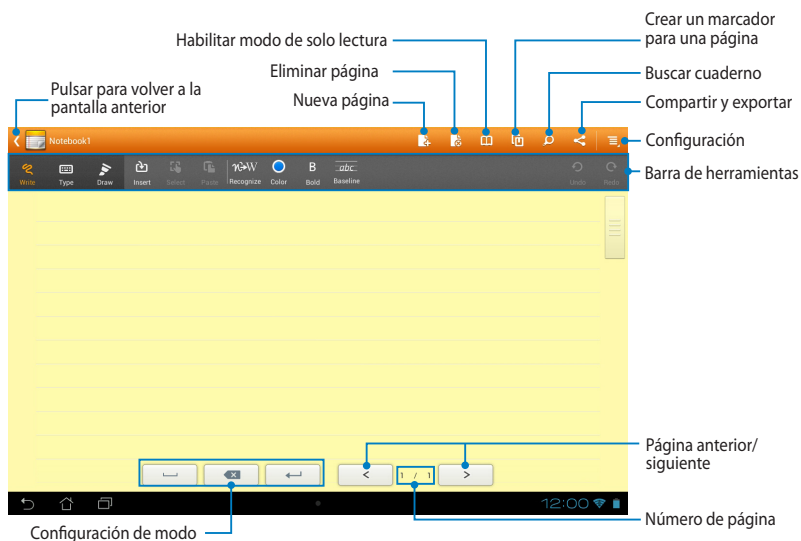 Crear un marcador
para una página
Habilitar modo de solo lectura
Eliminar página
Buscar cuaderno
Pulsar para volver a la
pantalla anterior
Nueva página
Compartir y exportar
Notebook1
Configuración
Write
Type
Draw
Insert
Select
Paste
Recognize
Color
B
Bold
abc
Baseline
Undo
Redo
Barra de herramientas
Página anterior/
siguiente
< 1 / 1 >
12:00
Número de página
Configuración de modo